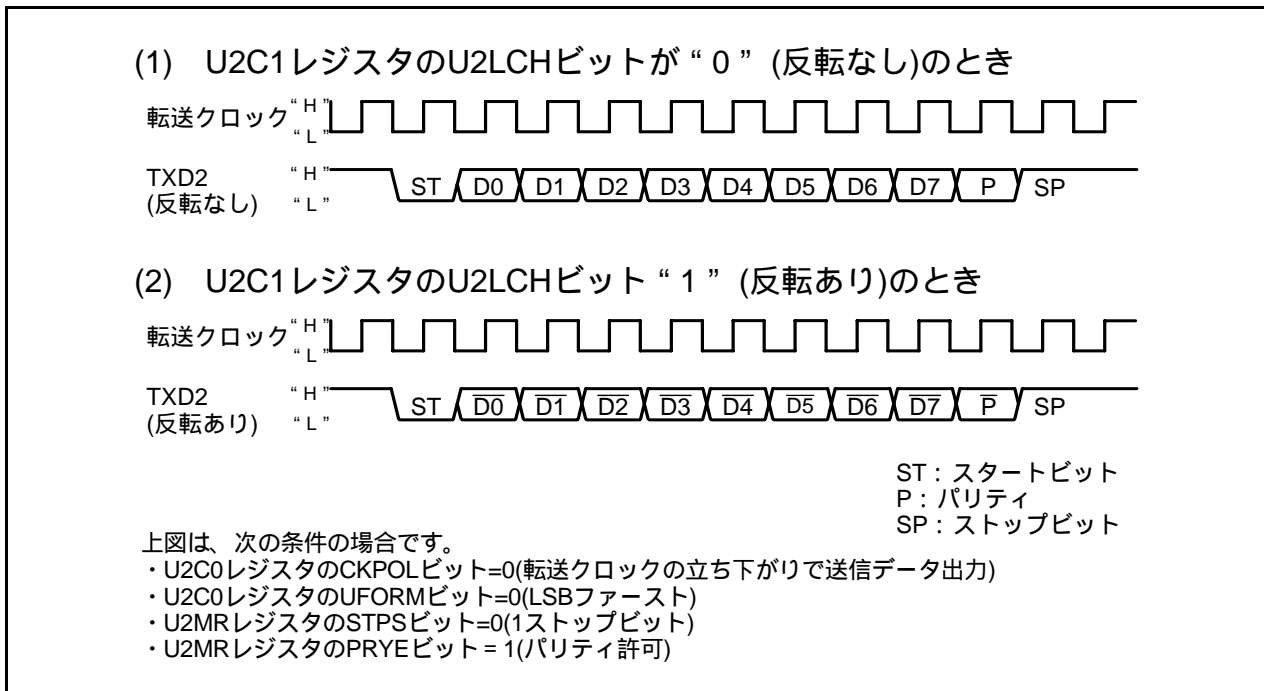 (1) U2C1レジスタのU2LCHビットが“0”(反転なし)のとき
転送クロック “H”
“L”
TXD2 “H”
(反転なし) “L”
ST D0 D1 D2 D3 D4 D5 D6 D7 P SP
(2) U2C1レジスタのU2LCHビット“1”(反転あり)のとき
転送クロック “H”
“L”
TXD2 “H”
(反転あり) “L”
ST D̅0̅ D̅1̅ D̅2̅ D̅3̅ D̅4̅ D̅5̅ D̅6̅ D̅7̅ P̅ SP
ST:スタートビット
P:パリティ
SP:ストップビット
上図は、次の条件の場合です。
・U2C0レジスタのCKPOLビット=0(転送クロックの立ち下がりで送信データ出力)
・U2C0レジスタのUFORMビット=0(LSBファースト)
・U2MRレジスタのSTPSビット=0(1ストップビット)
・U2MRレジスタのPRYEビット=1(パリティ許可)